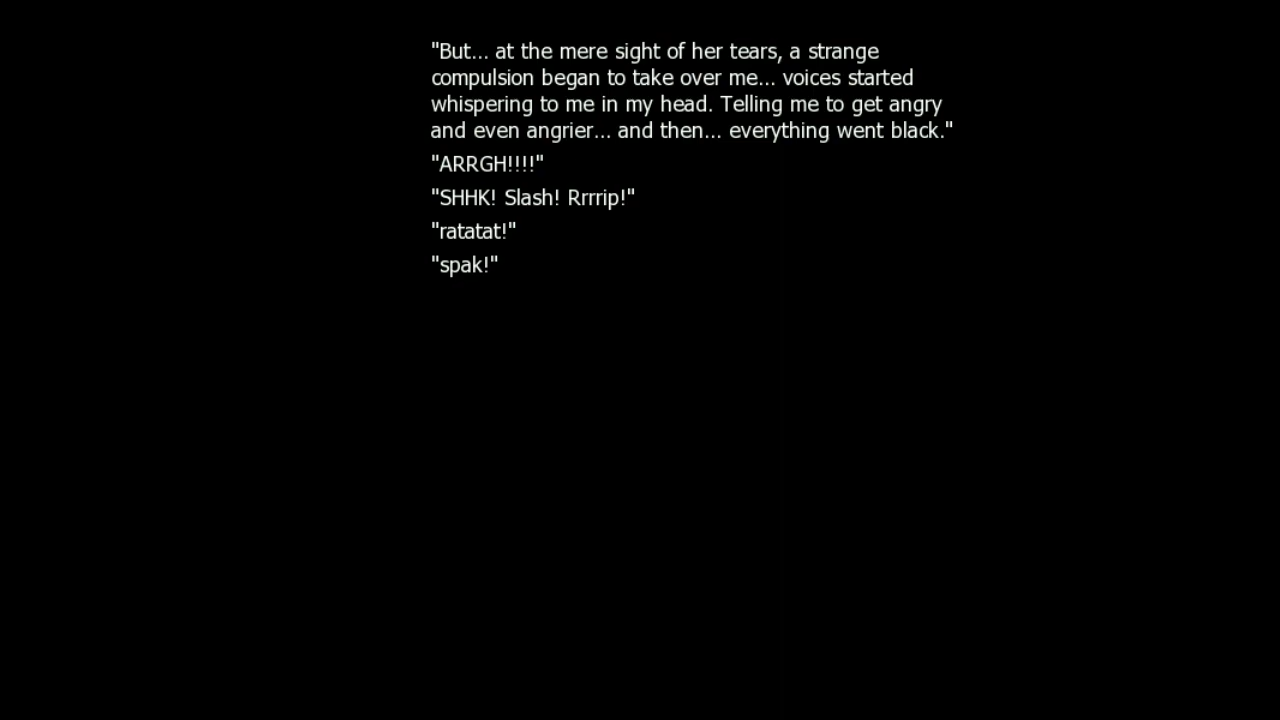 "But... at the mere sight of her tears, a strange
compulsion began to take over me... voices started
whispering to me in my head. Telling me to get angry
and even angrier... and then... everything went black."
"ARRGH!!!!"
"SHHK! Slash! Rrrrip!"
"ratatat!"
"spak!"